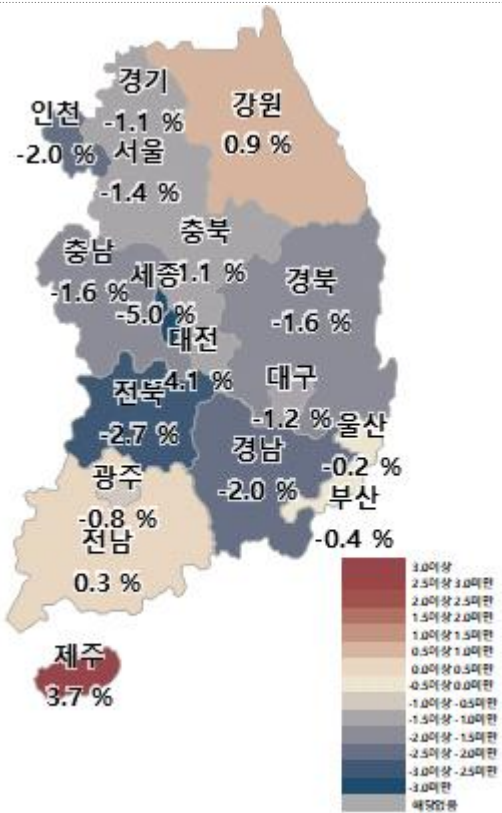 경기
-1.1 %
강원
0.9 %
인천
-2.0 %
서울
-1.4 %
충북
1.1 %
충남
-1.6 %
세종
-5.0 %
경북
-1.6 %
대전
4.1 %
대구
-1.2 %
전북
-2.7 %
경남
-2.0 %
울산
-0.2 %
부산
-0.4 %
광주
-0.8 %
전남
0.3 %
제주
3.7 %
3.0이상
2.5이상 3.0미만
2.0이상 2.5미만
1.5이상 2.0미만
1.0이상 1.5미만
0.5이상 1.0미만
0.0이상 0.5미만
-0.5이상 0.0미만
-1.0이상 -0.5미만
-1.5이상 -1.0미만
-2.0이상 -1.5미만
-2.5이상 -2.0미만
-3.0이상 -2.5미만
-3.0미만
해당없음